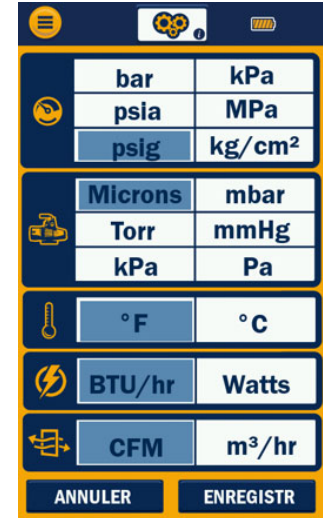 i
bar kPa
psia MPa
psig kg/cm²
Microns mbar
Torr mmHg
kPa Pa
°F °C
BTU/hr Watts
CFM m³/hr
ANNULER ENREGISTR